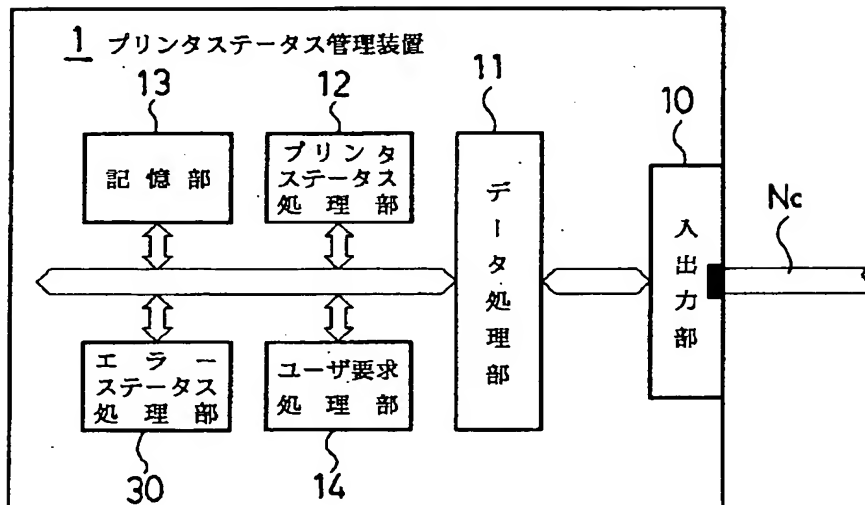 1 プリンタステータス管理装置
13
12
11
10
記憶部
プリンタ
ステータス
処理部
データ処理部
入出力部
Nc
エラー
ステータス
処理部
ユーザ要求
処理部
30
14